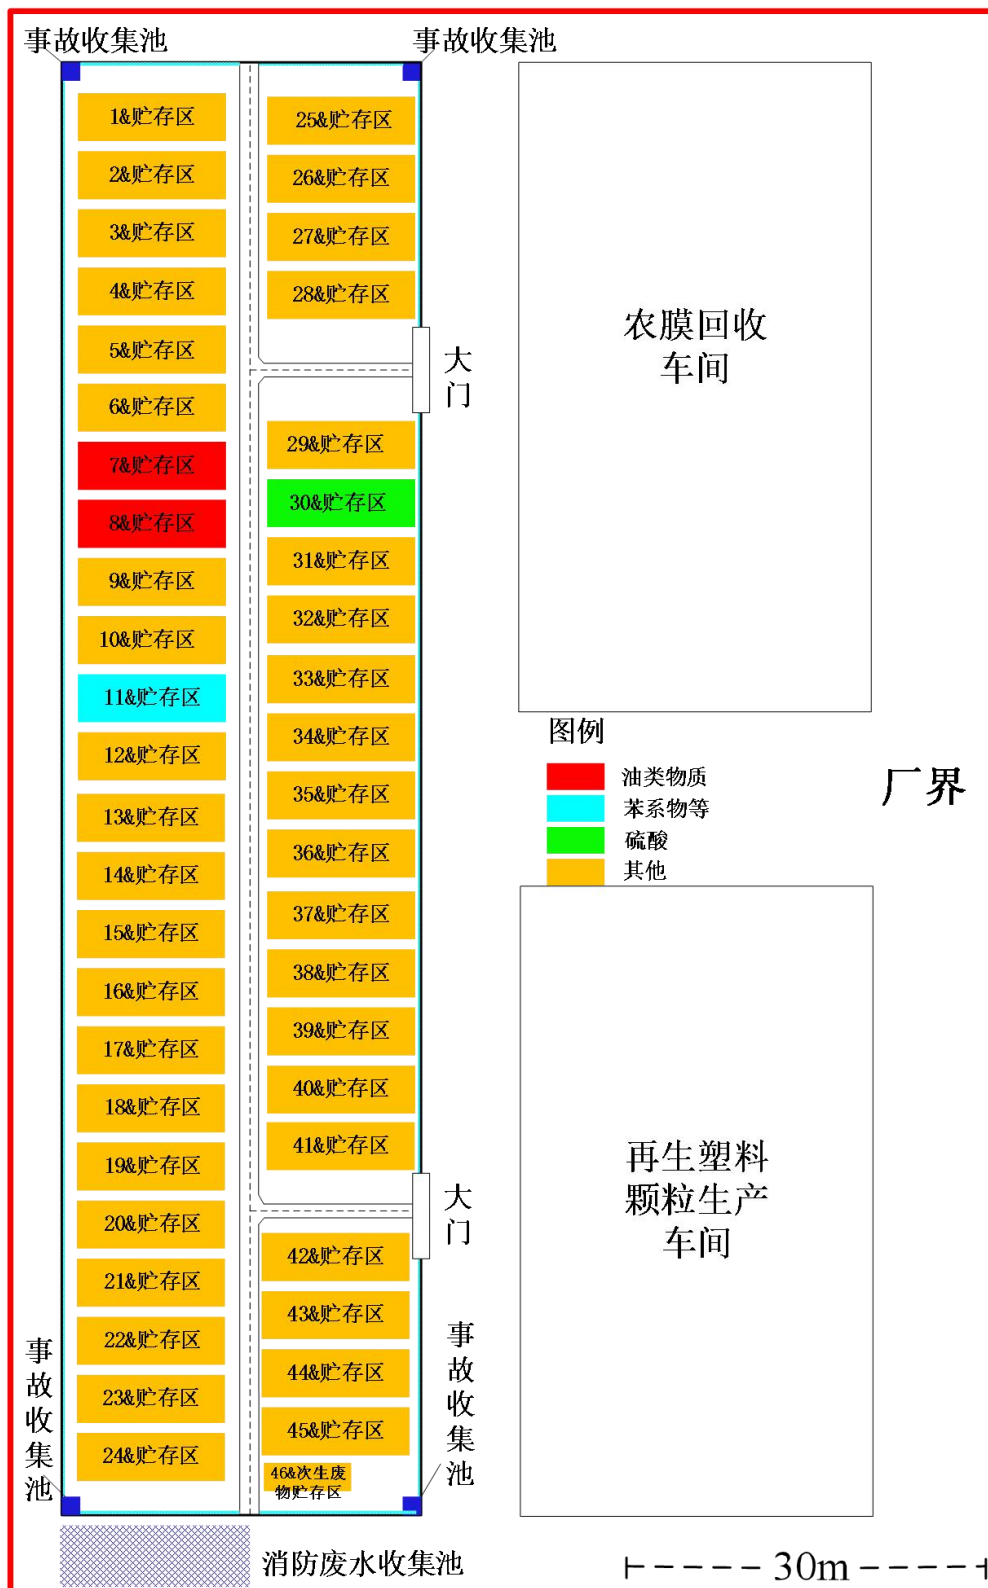 事故收集池
事故收集池
1&贮存区
2&贮存区
3&贮存区
4&贮存区
5&贮存区
6&贮存区
7&贮存区
8&贮存区
9&贮存区
10&贮存区
11&贮存区
12&贮存区
13&贮存区
14&贮存区
15&贮存区
16&贮存区
17&贮存区
18&贮存区
19&贮存区
20&贮存区
21&贮存区
22&贮存区
23&贮存区
24&贮存区
25&贮存区
26&贮存区
27&贮存区
28&贮存区
大门
29&贮存区
30&贮存区
31&贮存区
32&贮存区
33&贮存区
34&贮存区
35&贮存区
36&贮存区
37&贮存区
38&贮存区
39&贮存区
40&贮存区
41&贮存区
大门
42&贮存区
43&贮存区
44&贮存区
45&贮存区
46&次生废
物贮存区
事故收集池
事故收集池
消防废水收集池
农膜回收
车间
图例
油类物质
苯系物等
硫酸
其他
厂界
再生塑料
颗粒生产
车间
30m